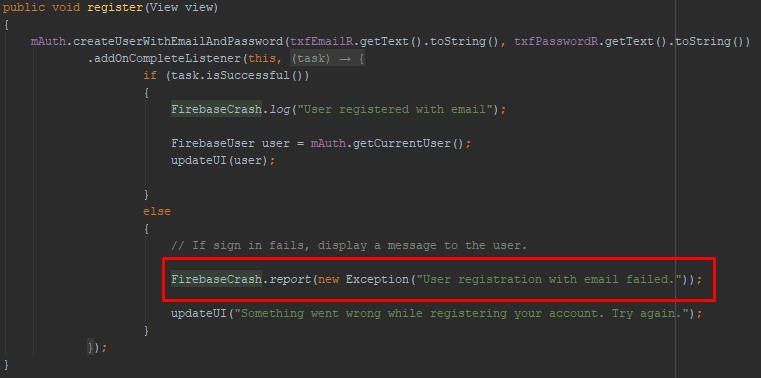 public void register(View view)
{
mAuth.createUserWithEmailAndPassword(txfEmailR.getText().toString(), txfPasswordR.getText().toString())
.addOnCompleteListener(this, (task) → {
if (task.isSuccessful())
{
FirebaseCrash.log("User registered with email");
FirebaseUser user = mAuth.getCurrentUser();
updateUI(user);
}
else
{
// If sign in fails, display a message to the user.
FirebaseCrash.report(new Exception("User registration with email failed."));
updateUI("Something went wrong while registering your account. Try again.");
}
});
}